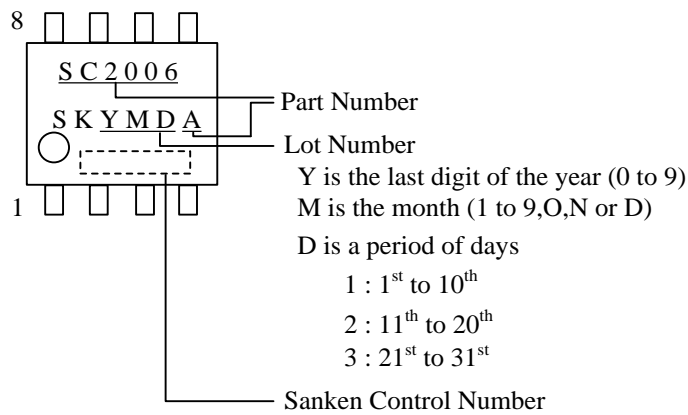 8
SC2006
SKYMDA
Part Number
Lot Number
Y is the last digit of the year (0 to 9)
M is the month (1 to 9,O,N or D)
1
D is a period of days
1 : 1st to 10th
2 : 11th to 20th
3 : 21st to 31st
Sanken Control Number